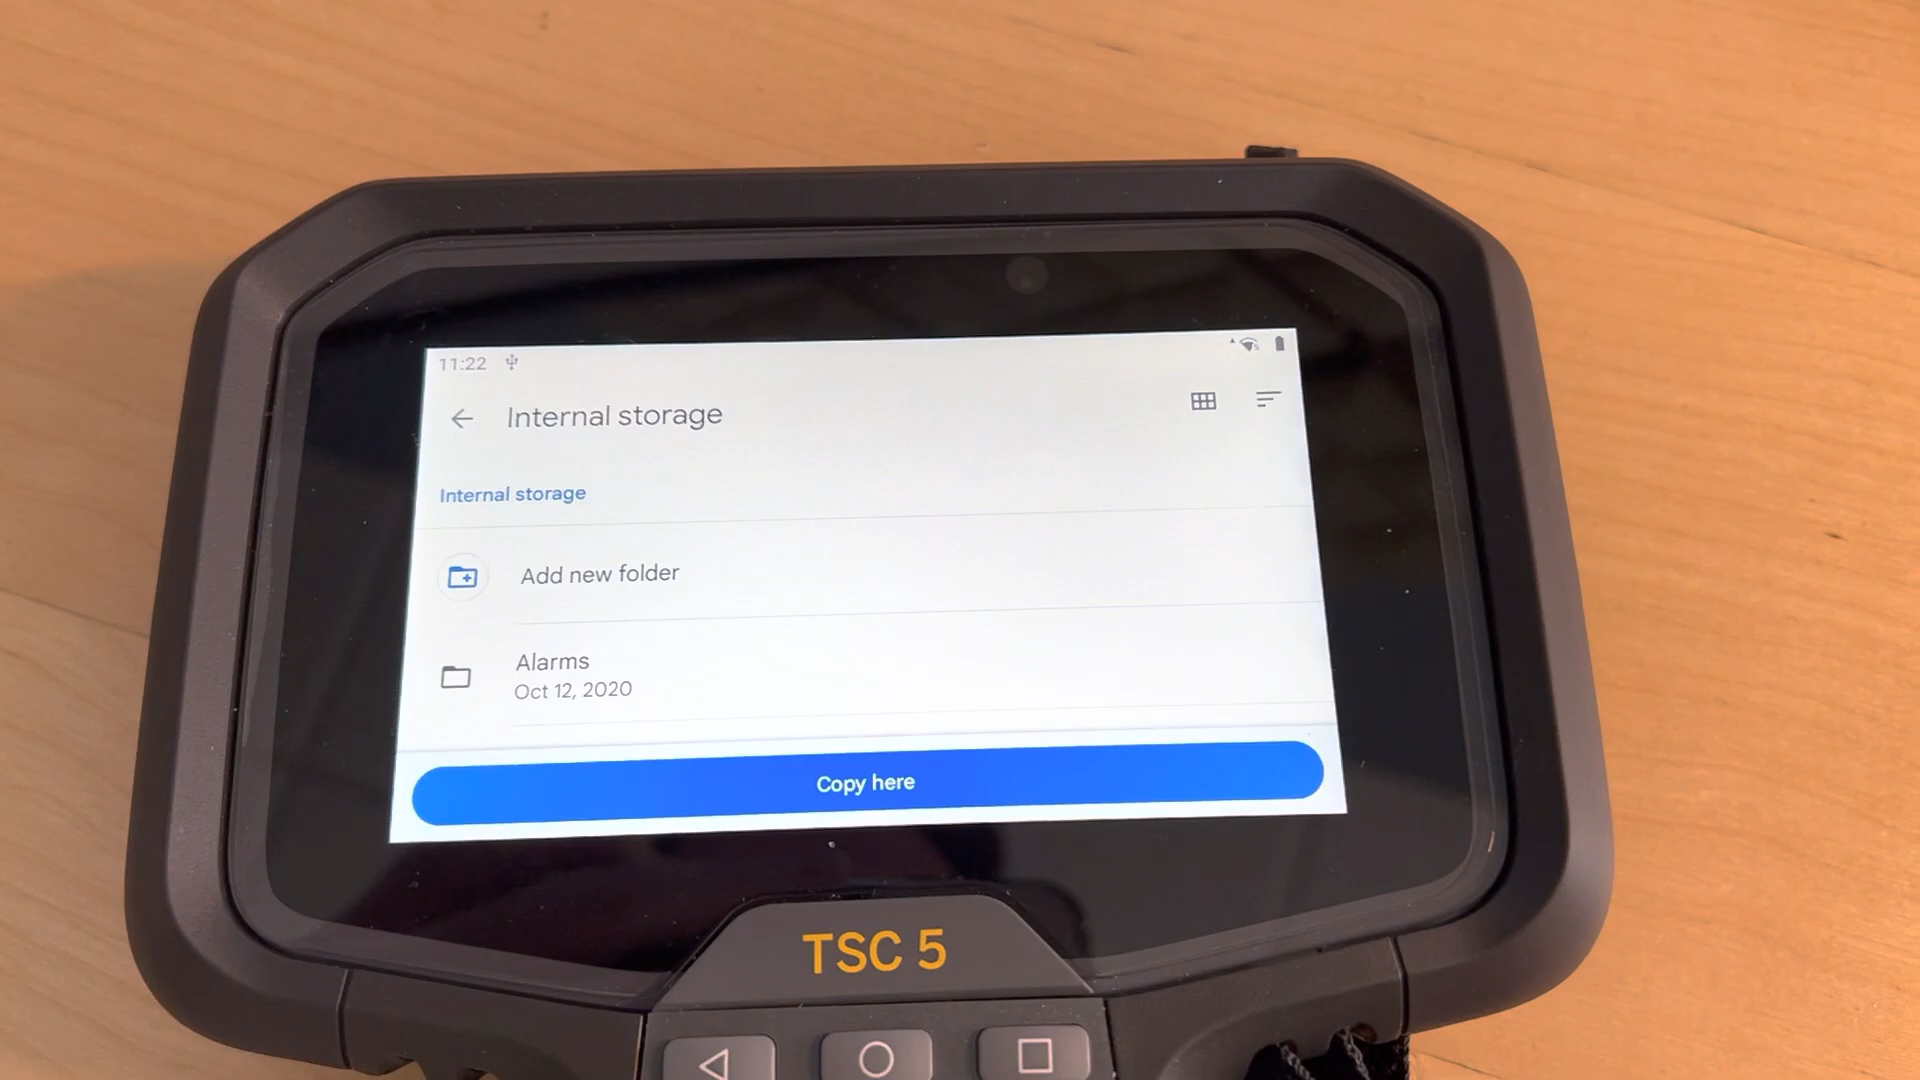 11:22
Internal storage
Internal storage
Add new folder
Alarms
Oct 12, 2020
Copy here
TSC 5